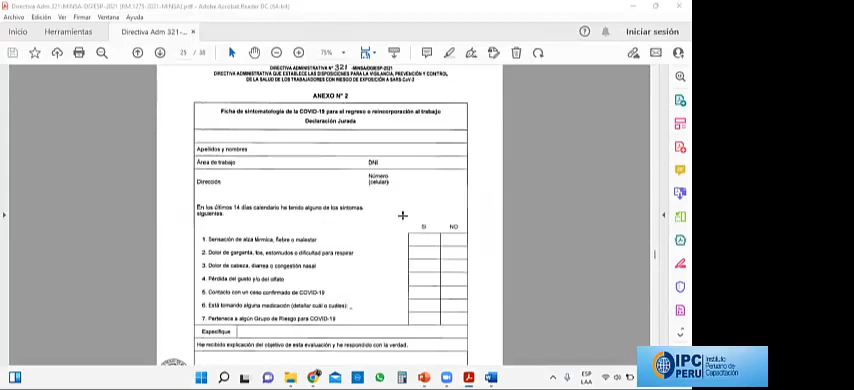 Directiva Adm 321-MINSA-DGIESP-2021 (RM.1275-2021-MINSA).pdf - Adobe Acrobat Reader DC (64-bit)
Archivo Edición Ver Firmar Ventana Ayuda
Inicio Herramientas Directiva Adm 321-... × Iniciar sesión
25 / 38 75%
DIRECTIVA ADMINISTRATIVA N° 321 -MINSA/DGIESP-2021
DIRECTIVA ADMINISTRATIVA QUE ESTABLECE LAS DISPOSICIONES PARA LA VIGILANCIA, PREVENCIÓN Y CONTROL
DE LA SALUD DE LOS TRABAJADORES CON RIESGO DE EXPOSICIÓN A SARS-CoV-2
ANEXO N° 2
Ficha de sintomatología de la COVID-19 para el regreso o reincorporación al trabajo
Declaración Jurada
Apellidos y nombres
Área de trabajo DNI
Dirección Número (celular)
En los últimos 14 días calendario he tenido alguno de los síntomas
siguientes:
SI NO
1. Sensación de alza térmica, fiebre o malestar
2. Dolor de garganta, tos, estornudos o dificultad para respirar
3. Dolor de cabeza, diarrea o congestión nasal
4. Pérdida del gusto y/o del olfato
5. Contacto con un caso confirmado de COVID-19
6. Está tomando alguna medicación (detallar cuál o cuáles): _
7. Pertenece a algún Grupo de Riesgo para COVID-19
Especifique
He recibido explicación del objetivo de esta evaluación y he respondido con la verdad.
ESP
LAA
IPC PERU Instituto Peruano de Capacitación